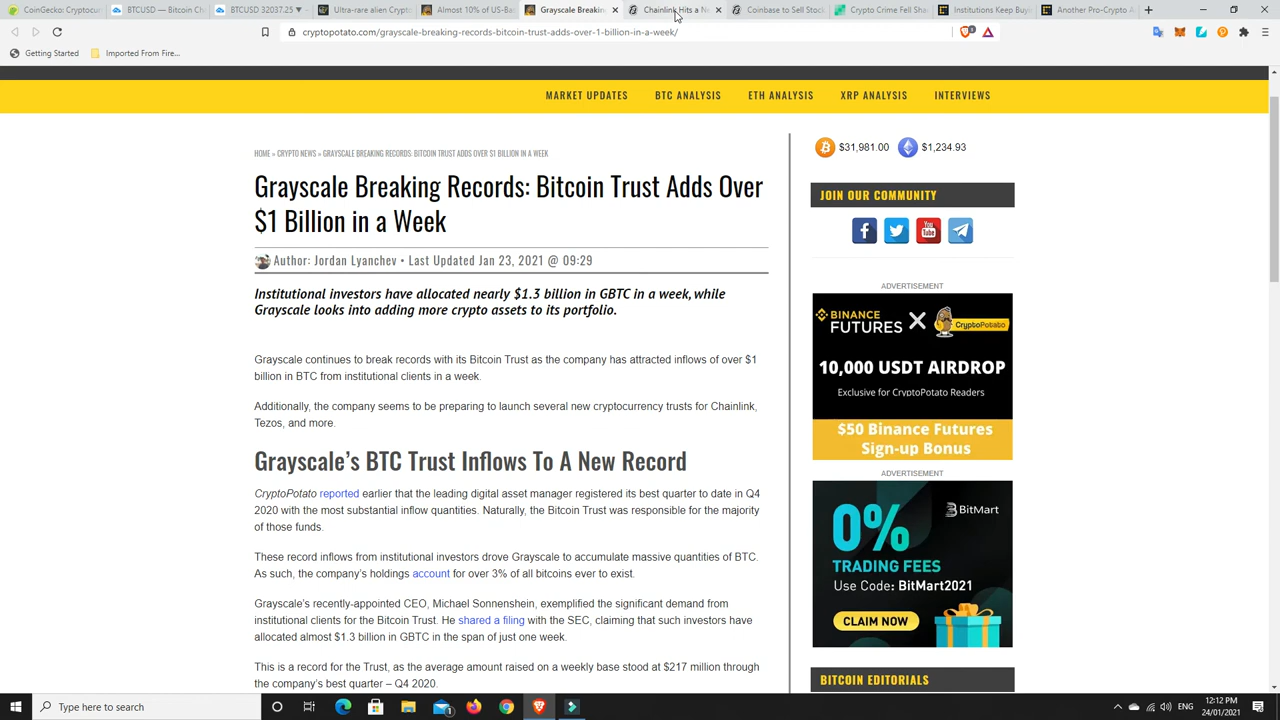 CoinGecko: Cryptocurr
BTCUSD — Bitcoin Ch
BTCUSD 32037.25
Ultra-rare alien Crypto
Almost 10% of US-Bas
Grayscale Breaking
Chainlink Hits a N
Coinbase to Sell Stock
Crypto Crime Fell Sha
Institutions Keep Buy
Another Pro-Crypto A
cryptopotato.com/grayscale-breaking-records-bitcoin-trust-adds-over-1-billion-in-a-week/
Getting Started
Imported From Fire...
MARKET UPDATES
BTC ANALYSIS
ETH ANALYSIS
XRP ANALYSIS
INTERVIEWS
HOME » CRYPTO NEWS » GRAYSCALE BREAKING RECORDS: BITCOIN TRUST ADDS OVER $1 BILLION IN A WEEK
Grayscale Breaking Records: Bitcoin Trust Adds Over
$1 Billion in a Week
Author: Jordan Lyanchev • Last Updated Jan 23, 2021 @ 09:29
Institutional investors have allocated nearly $1.3 billion in GBTC in a week, while
Grayscale looks into adding more crypto assets to its portfolio.
Grayscale continues to break records with its Bitcoin Trust as the company has attracted inflows of over $1
billion in BTC from institutional clients in a week.
Additionally, the company seems to be preparing to launch several new cryptocurrency trusts for Chainlink,
Tezos, and more.
Grayscale's BTC Trust Inflows To A New Record
CryptoPotato reported earlier that the leading digital asset manager registered its best quarter to date in Q4
2020 with the most substantial inflow quantities. Naturally, the Bitcoin Trust was responsible for the majority
of those funds.
These record inflows from institutional investors drove Grayscale to accumulate massive quantities of BTC.
As such, the company's holdings account for over 3% of all bitcoins ever to exist.
Grayscale's recently-appointed CEO, Michael Sonnenshein, exemplified the significant demand from
institutional clients for the Bitcoin Trust. He shared a filing with the SEC, claiming that such investors have
allocated almost $1.3 billion in GBTC in the span of just one week.
This is a record for the Trust, as the average amount raised on a weekly base stood at $217 million through
the company's best quarter – Q4 2020.
$31,981.00
$1,234.93
JOIN OUR COMMUNITY
You
Tube
ADVERTISEMENT
BINANCE
FUTURES
CryptoPotato
10,000 USDT AIRDROP
Exclusive for CryptoPotato Readers
$50 Binance Futures
Sign-up Bonus
ADVERTISEMENT
BitMart
0%
TRADING FEES
Use Code: BitMart2021
CLAIM NOW
BITCOIN EDITORIALS
Type here to search
ENG
12:12 PM
24/01/2021